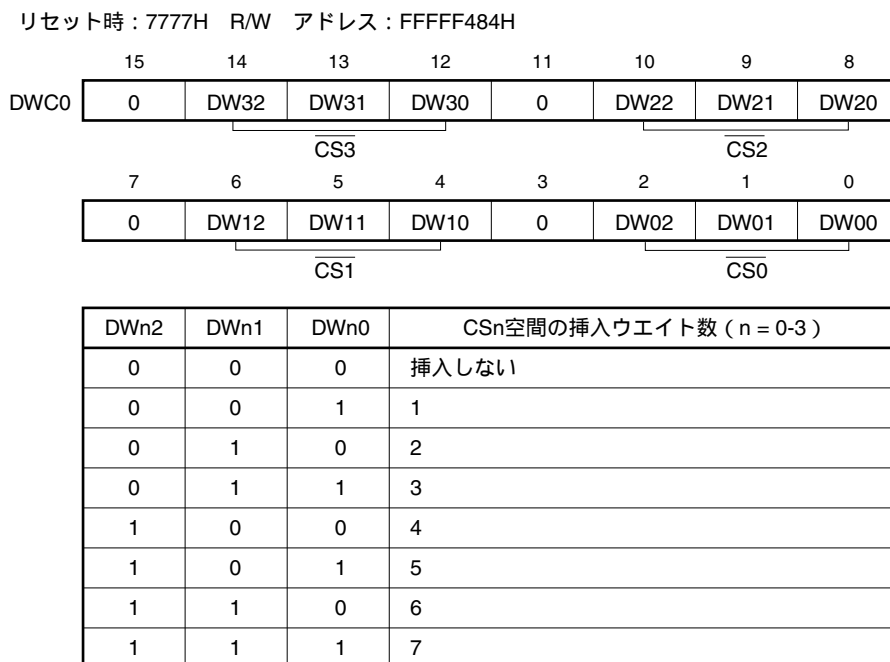 リセット時：7777H R/W アドレス：FFFFF484H
15 14 13 12 11 10 9 8
DWC0 0 DW32 DW31 DW30 0 DW22 DW21 DW20
CS3 CS2
7 6 5 4 3 2 1 0
0 DW12 DW11 DW10 0 DW02 DW01 DW00
CS1 CS0
DWn2 DWn1 DWn0 CSn空間の挿入ウエイト数（n = 0-3）
0 0 0 挿入しない
0 0 1 1
0 1 0 2
0 1 1 3
1 0 0 4
1 0 1 5
1 1 0 6
1 1 1 7